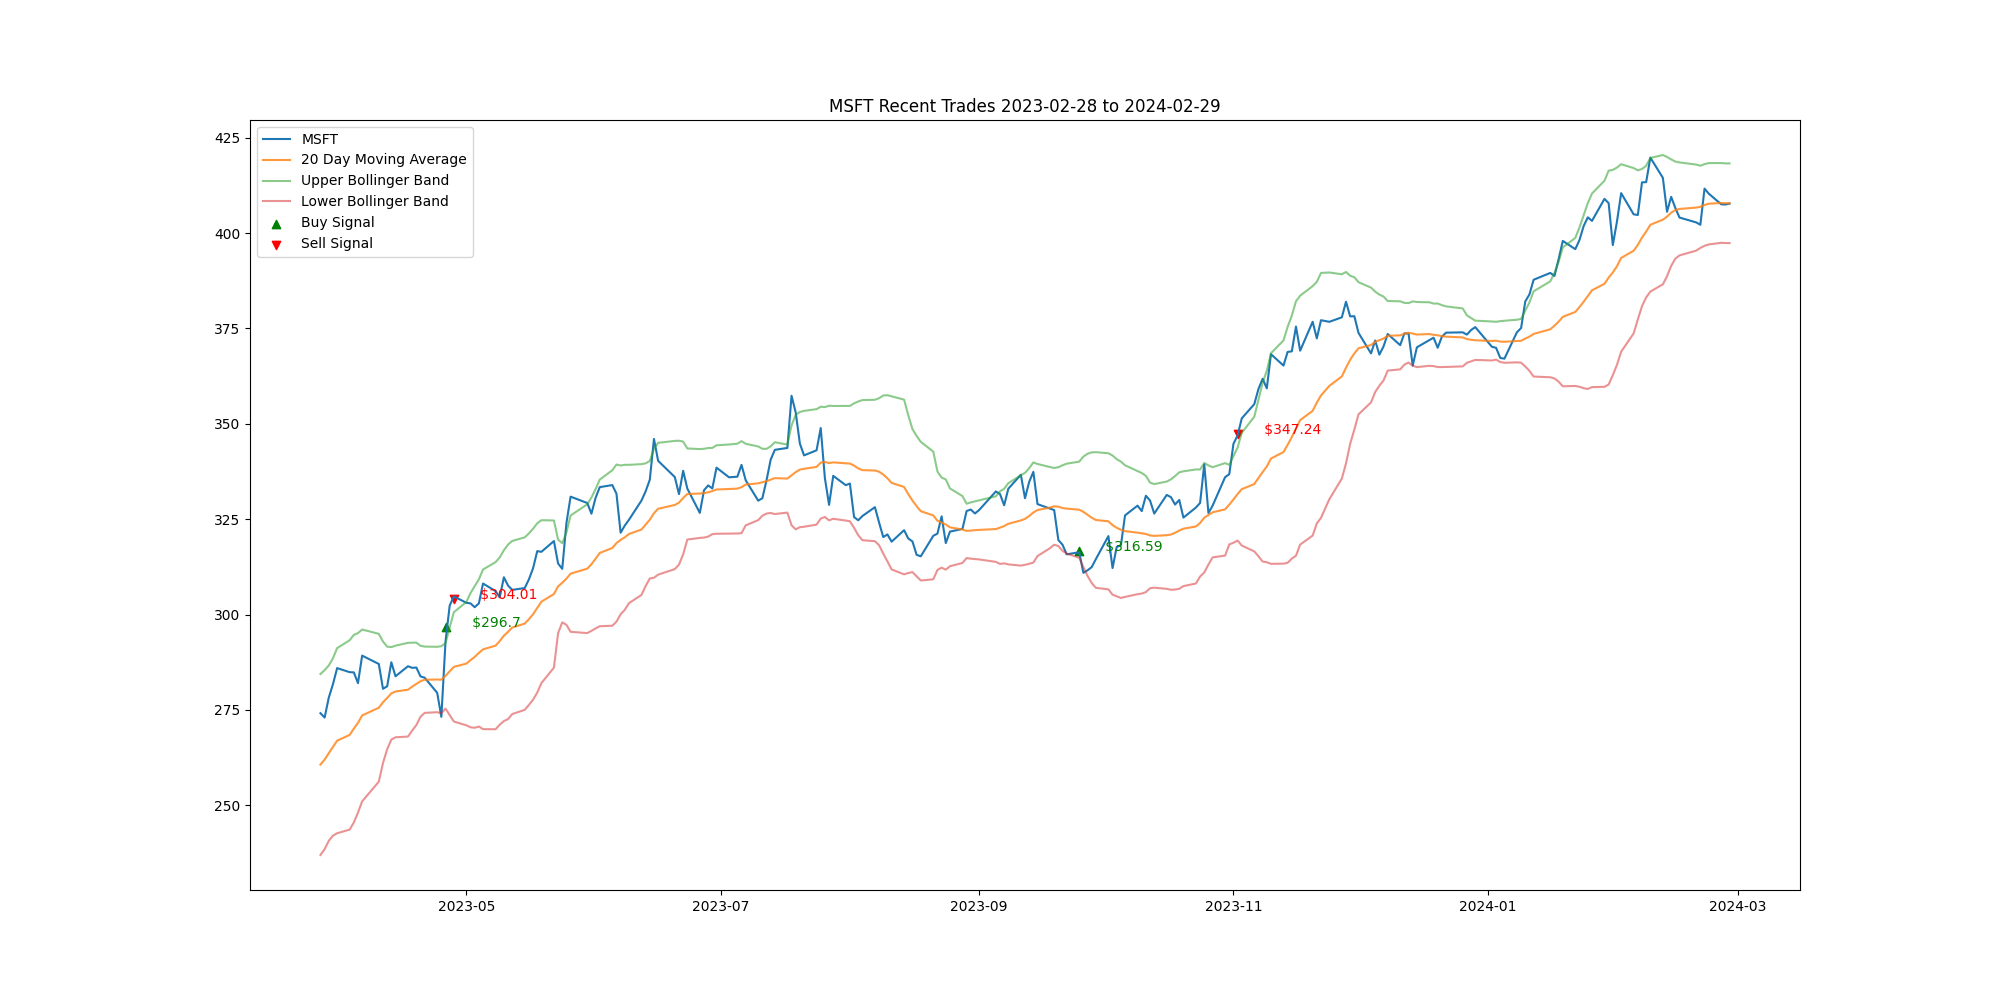 MSFT Recent Trades 2023-02-28 to 2024-02-29
425
400
375
350
325
300
275
250
MSFT
20 Day Moving Average
Upper Bollinger Band
Lower Bollinger Band
Buy Signal
Sell Signal
$347.24
$316.59
$304.01
$296.7
2023-05
2023-07
2023-09
2023-11
2024-01
2024-03